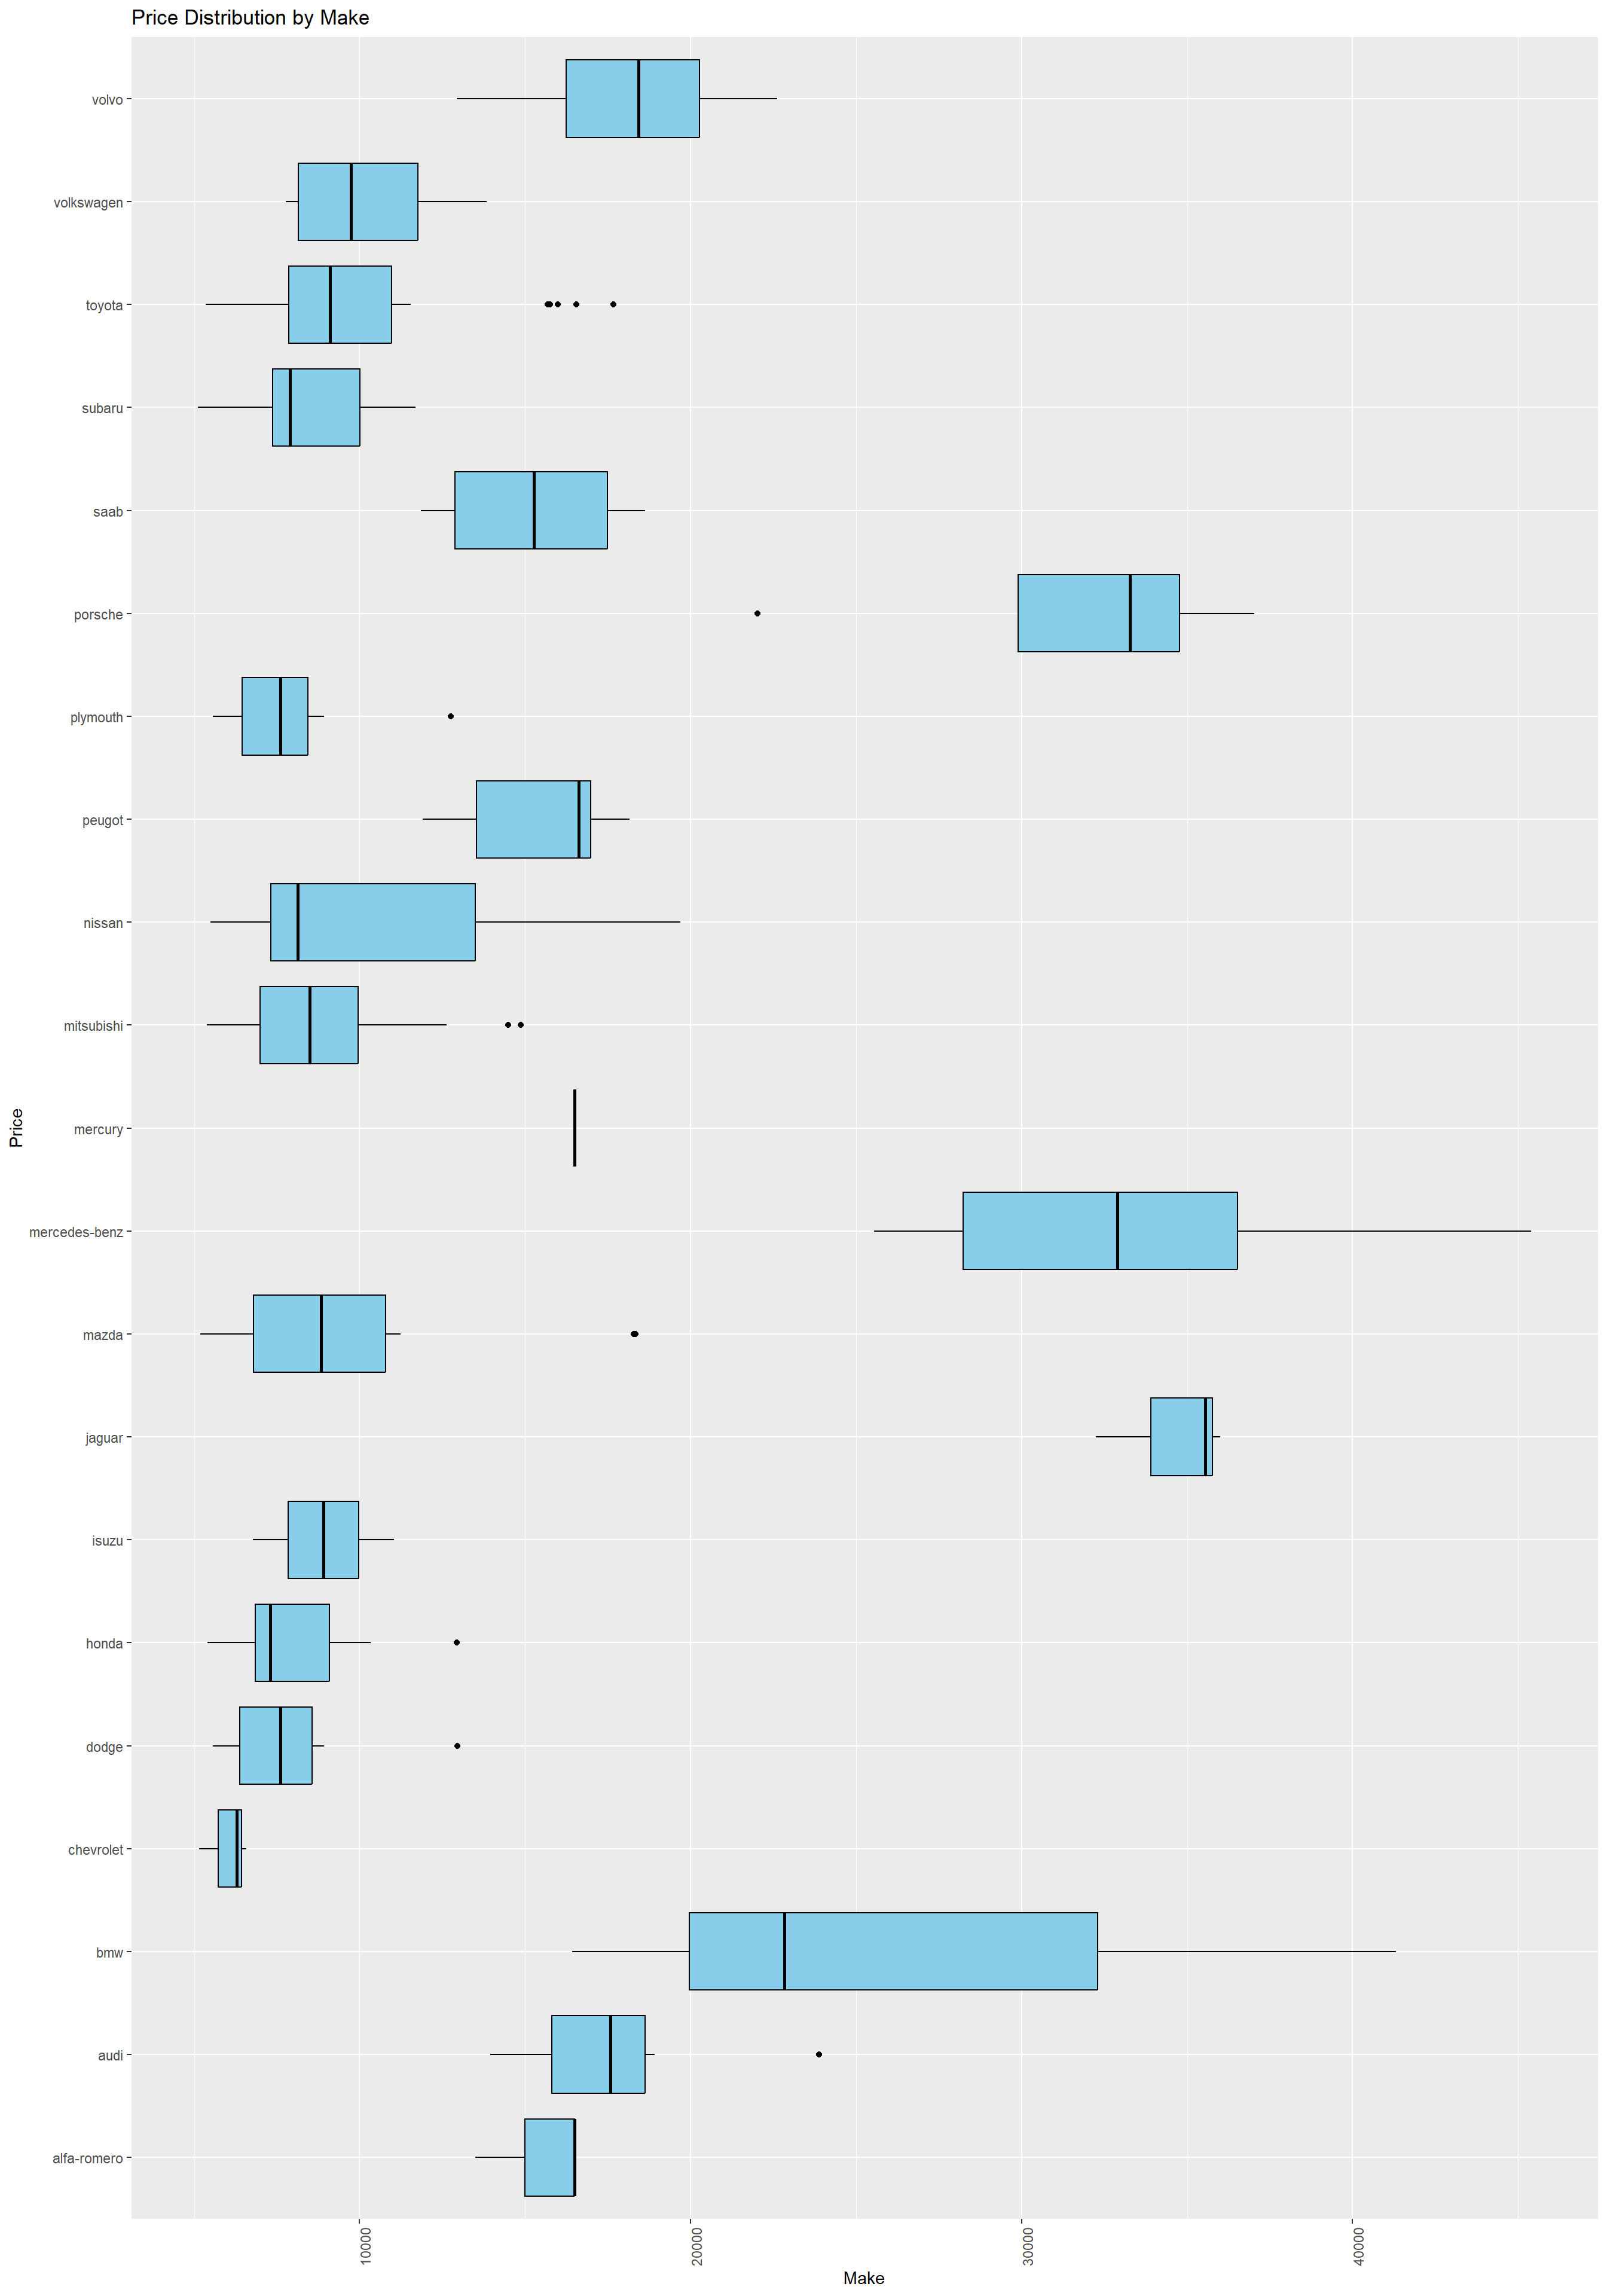 Price Distribution by Make
volvo
volkswagen
toyota
subaru
saab
porsche
plymouth
peugot
nissan
mitsubishi
mercury
mercedes-benz
mazda
jaguar
isuzu
honda
dodge
chevrolet
bmw
audi
alfa-romero
Price
10000
20000
30000
40000
Make